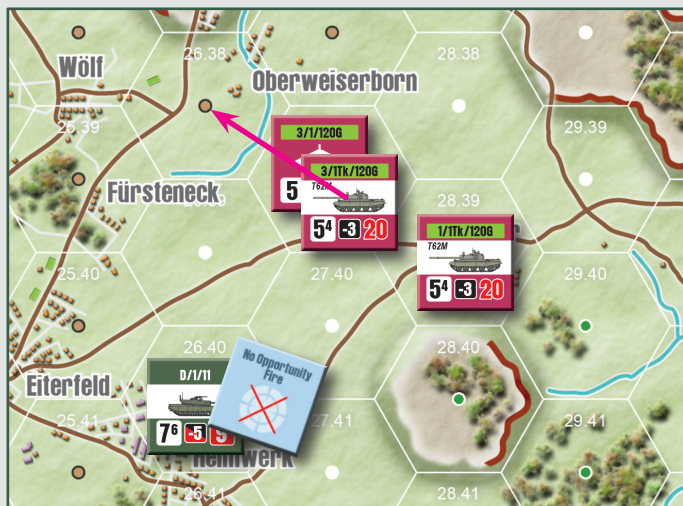 26.38
28.38
Wölf
Oberweiserborn
25.39
29.39
3/1/120G
5
3/1Tk/120G
T62M
5⁴ -3 20
Fürsteneck
28.39
1/1Tk/120G
T62M
5⁴ -3 20
25.40
27.40
29.40
26.40
28.40
No Opportunity
Fire
D/1/11
7⁶ -5 9
Eiterfeld
25.41
27.41
29.41
26.41
28.41